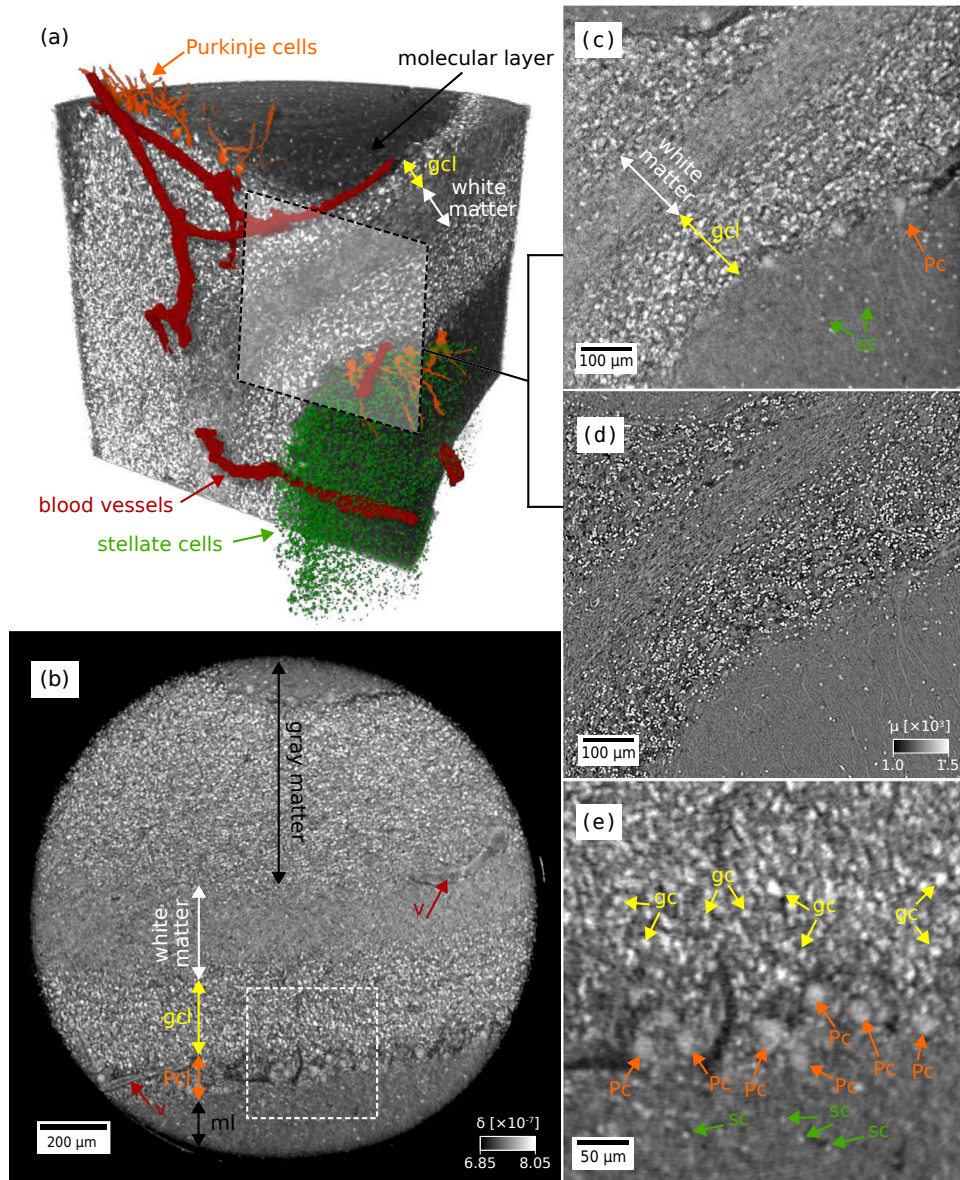 (a)
Purkinje cells
molecular layer
gcl
white
matter
blood vessels
stellate cells
(b)
gray matter
v
white
matter
gcl
Pcl
v
ml
200 μm
δ [×10⁻⁷]
6.85 8.05
(c)
white
matter
gcl
Pc
sc
100 μm
(d)
μ [×10³]
1.0 1.5
100 μm
(e)
gc gc gc gc
Pc Pc Pc Pc Pc Pc Pc
sc sc sc
50 μm